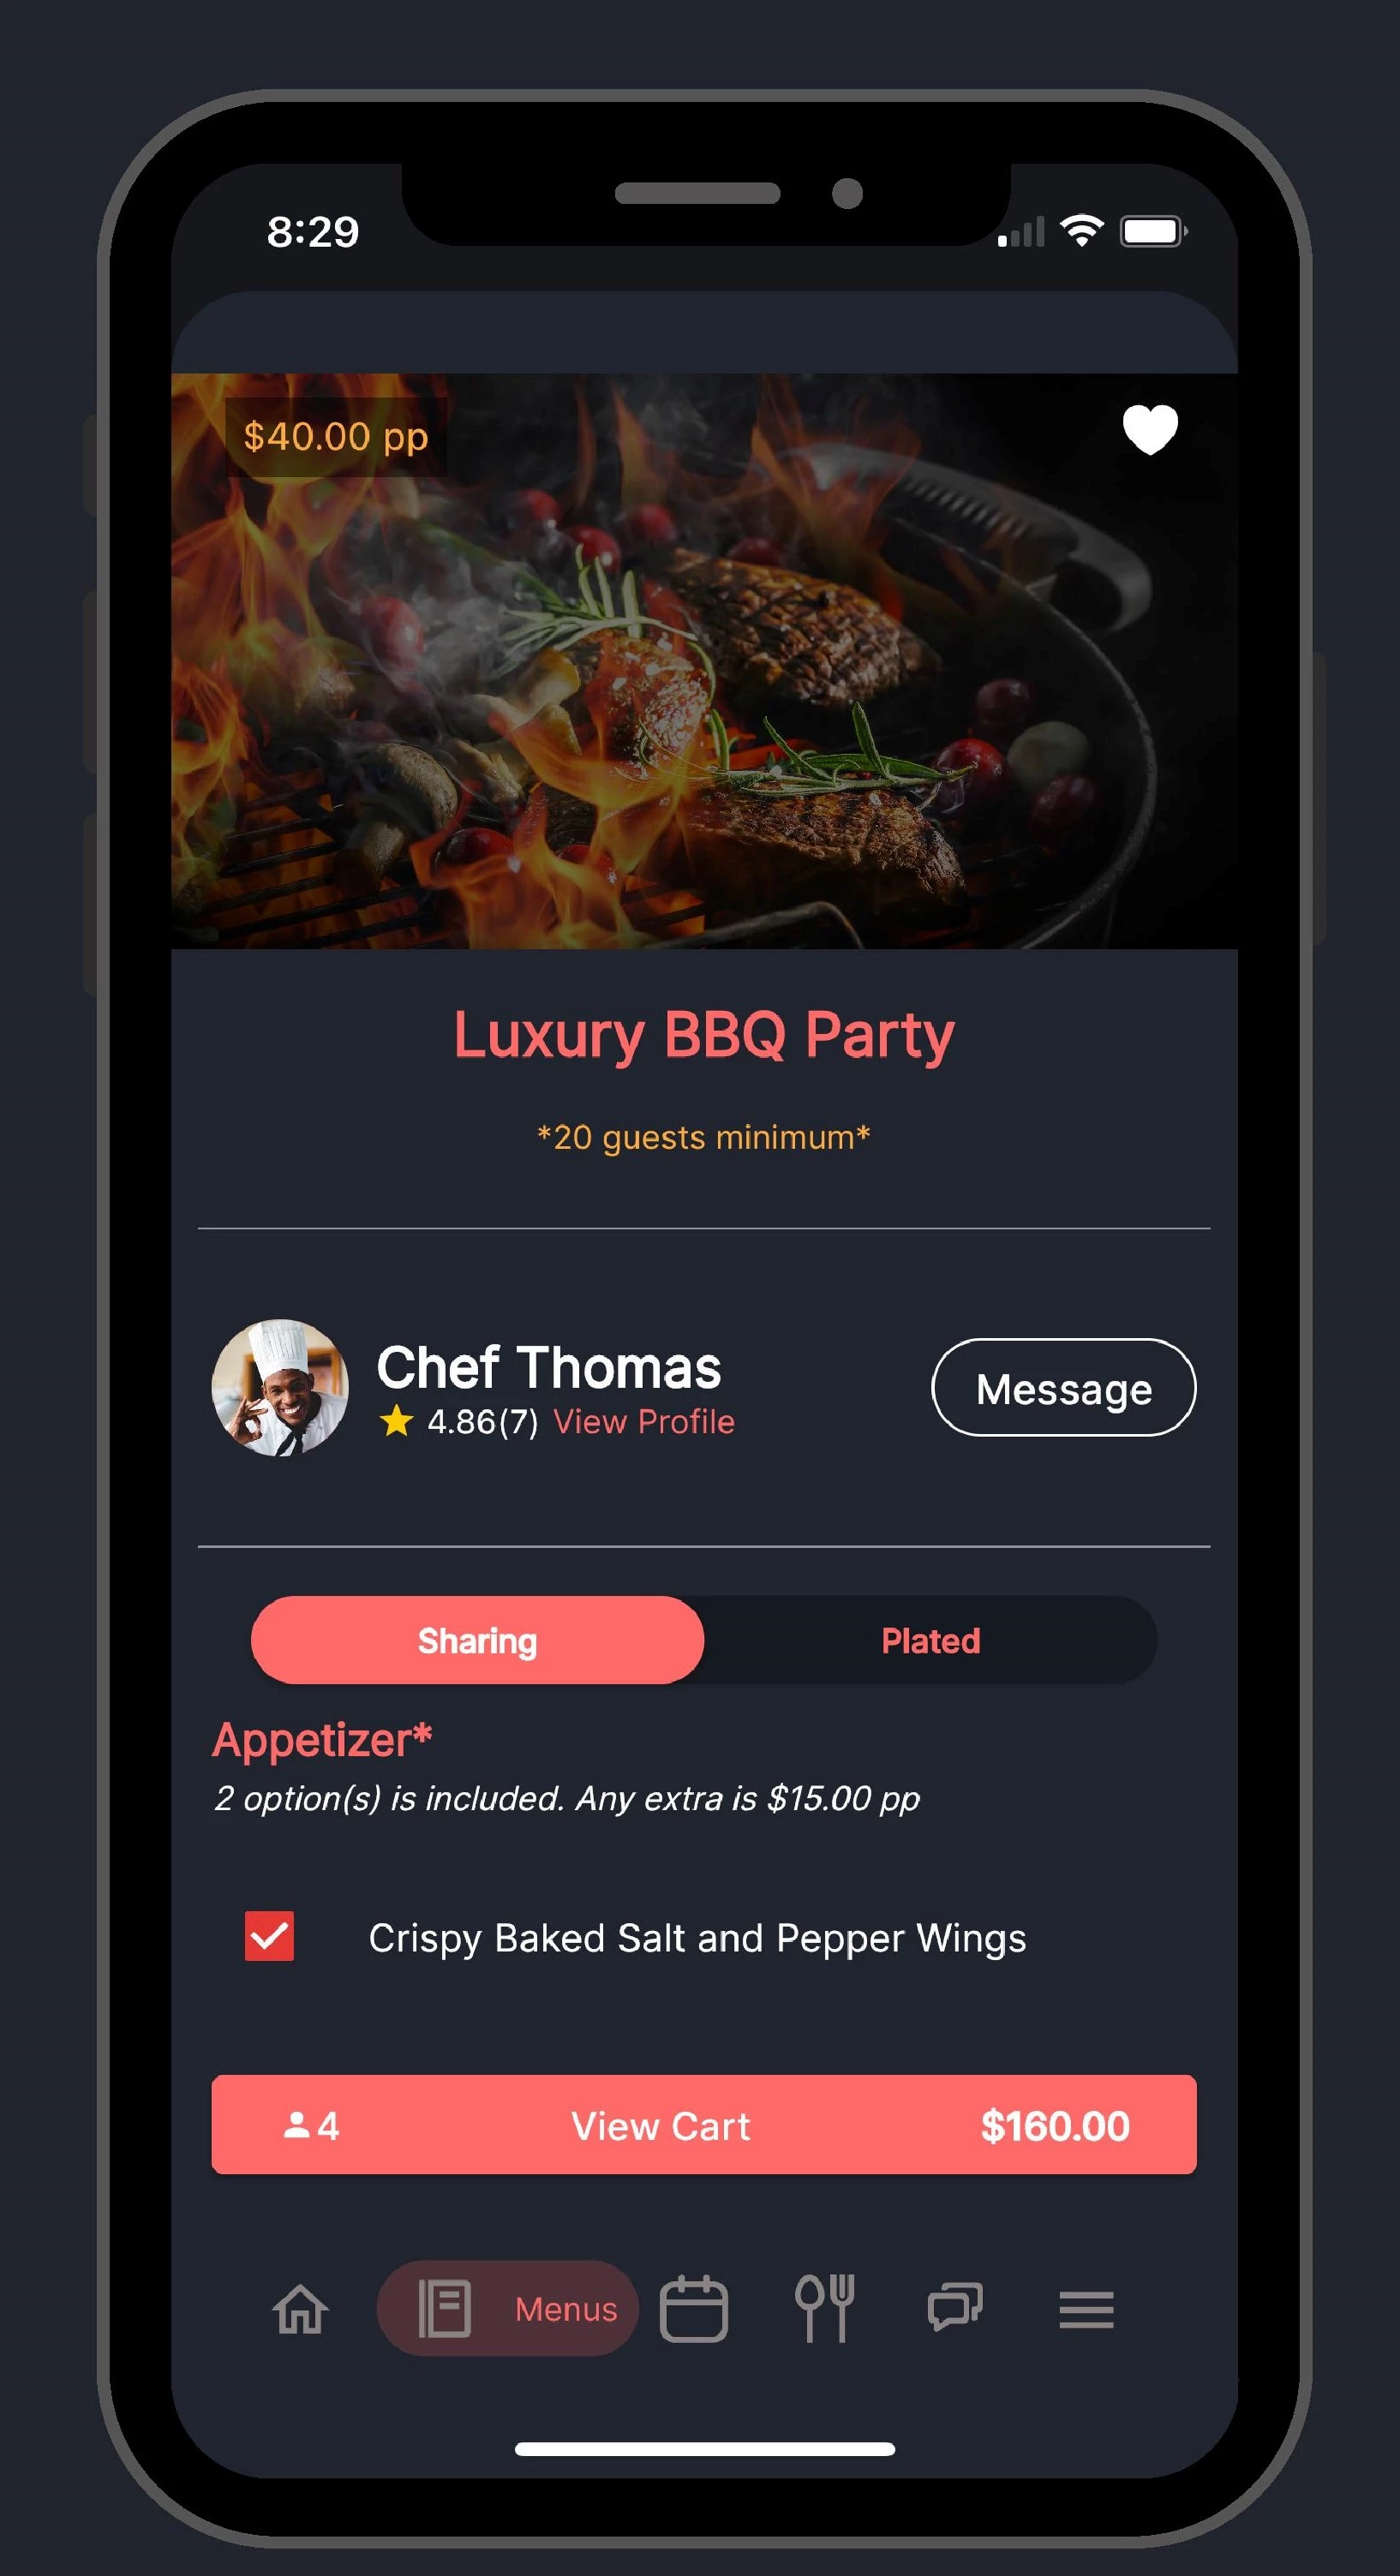 8:29
$40.00 pp
Luxury BBQ Party
*20 guests minimum*
Chef Thomas
4.86(7) View Profile
Message
Sharing
Plated
Appetizer*
2 option(s) is included. Any extra is $15.00 pp
Crispy Baked Salt and Pepper Wings
4 View Cart $160.00
Menus